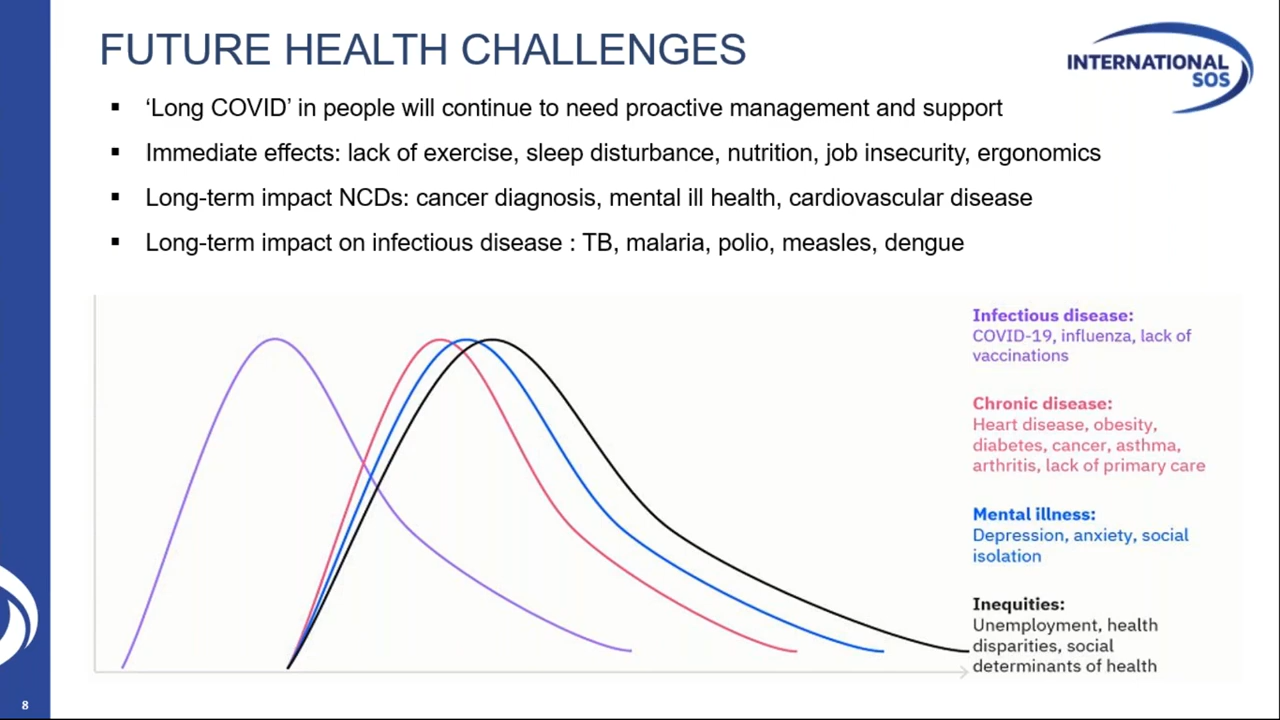 FUTURE HEALTH CHALLENGES
INTERNATIONAL
SOS
▪ ‘Long COVID’ in people will continue to need proactive management and support
▪ Immediate effects: lack of exercise, sleep disturbance, nutrition, job insecurity, ergonomics
▪ Long-term impact NCDs: cancer diagnosis, mental ill health, cardiovascular disease
▪ Long-term impact on infectious disease : TB, malaria, polio, measles, dengue
Infectious disease:
COVID-19, influenza, lack of
vaccinations
Chronic disease:
Heart disease, obesity,
diabetes, cancer, asthma,
arthritis, lack of primary care
Mental illness:
Depression, anxiety, social
isolation
Inequities:
Unemployment, health
disparities, social
determinants of health
8